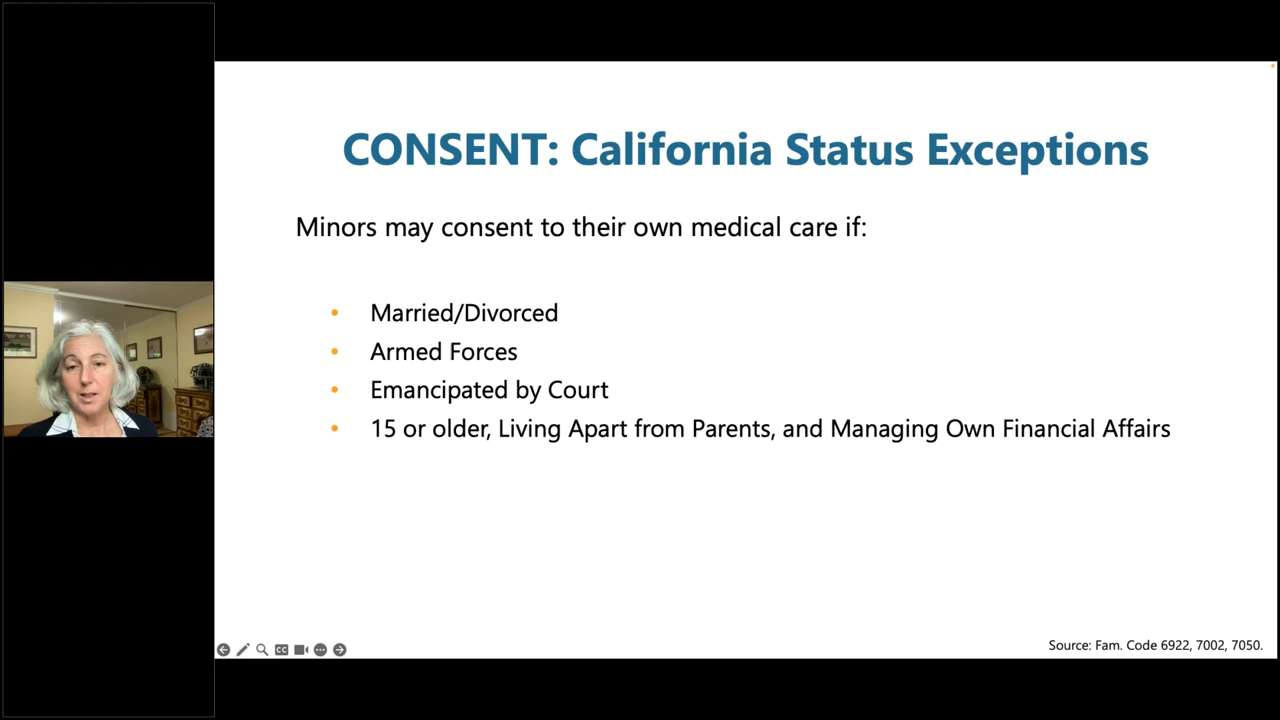 CONSENT: California Status Exceptions
Minors may consent to their own medical care if:
• Married/Divorced
• Armed Forces
• Emancipated by Court
• 15 or older, Living Apart from Parents, and Managing Own Financial Affairs
CC
Source: Fam. Code 6922, 7002, 7050.